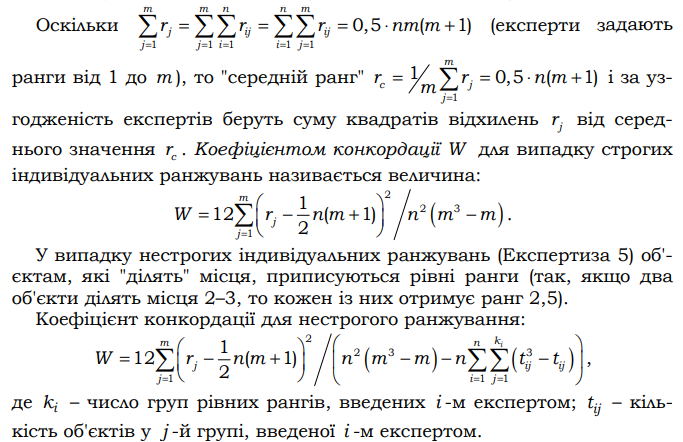 Оскільки $\sum_{j=1}^{m} r_j = \sum_{j=1}^{m}\sum_{i=1}^{n} r_{ij} = \sum_{i=1}^{n}\sum_{j=1}^{m} r_{ij} = 0,5 \cdot nm(m+1)$ (експерти задають
ранги від 1 до $m$), то "середній ранг" $r_c = 1/m \sum_{j=1}^{m} r_j = 0,5 \cdot n(m+1)$ і за уз-
годженість експертів беруть суму квадратів відхилень $r_j$ від серед-
нього значення $r_c$. Коефіцієнтом конкордації W для випадку строгих
індивідуальних ранжувань називається величина:
$W = 12\sum_{j=1}^{m}\left(r_j - \frac{1}{2}n(m+1)\right)^2 / n^2\left(m^3 - m\right).$
У випадку нестрогих індивідуальних ранжувань (Експертиза 5) об'-
єктам, які "ділять" місця, приписуються рівні ранги (так, якщо два
об'єкти ділять місця 2–3, то кожен із них отримує ранг 2,5).
Коефіцієнт конкордації для нестрогого ранжування:
$W = 12\sum_{j=1}^{m}\left(r_j - \frac{1}{2}n(m+1)\right)^2 / \left(n^2\left(m^3 - m\right) - n\sum_{i=1}^{n}\sum_{j=1}^{k_i}\left(t_{ij}^3 - t_{ij}\right)\right),$
де $k_i$ – число груп рівних рангів, введених $i$-м експертом; $t_{ij}$ – кіль-
кість об'єктів у $j$-й групі, введеної $i$-м експертом.